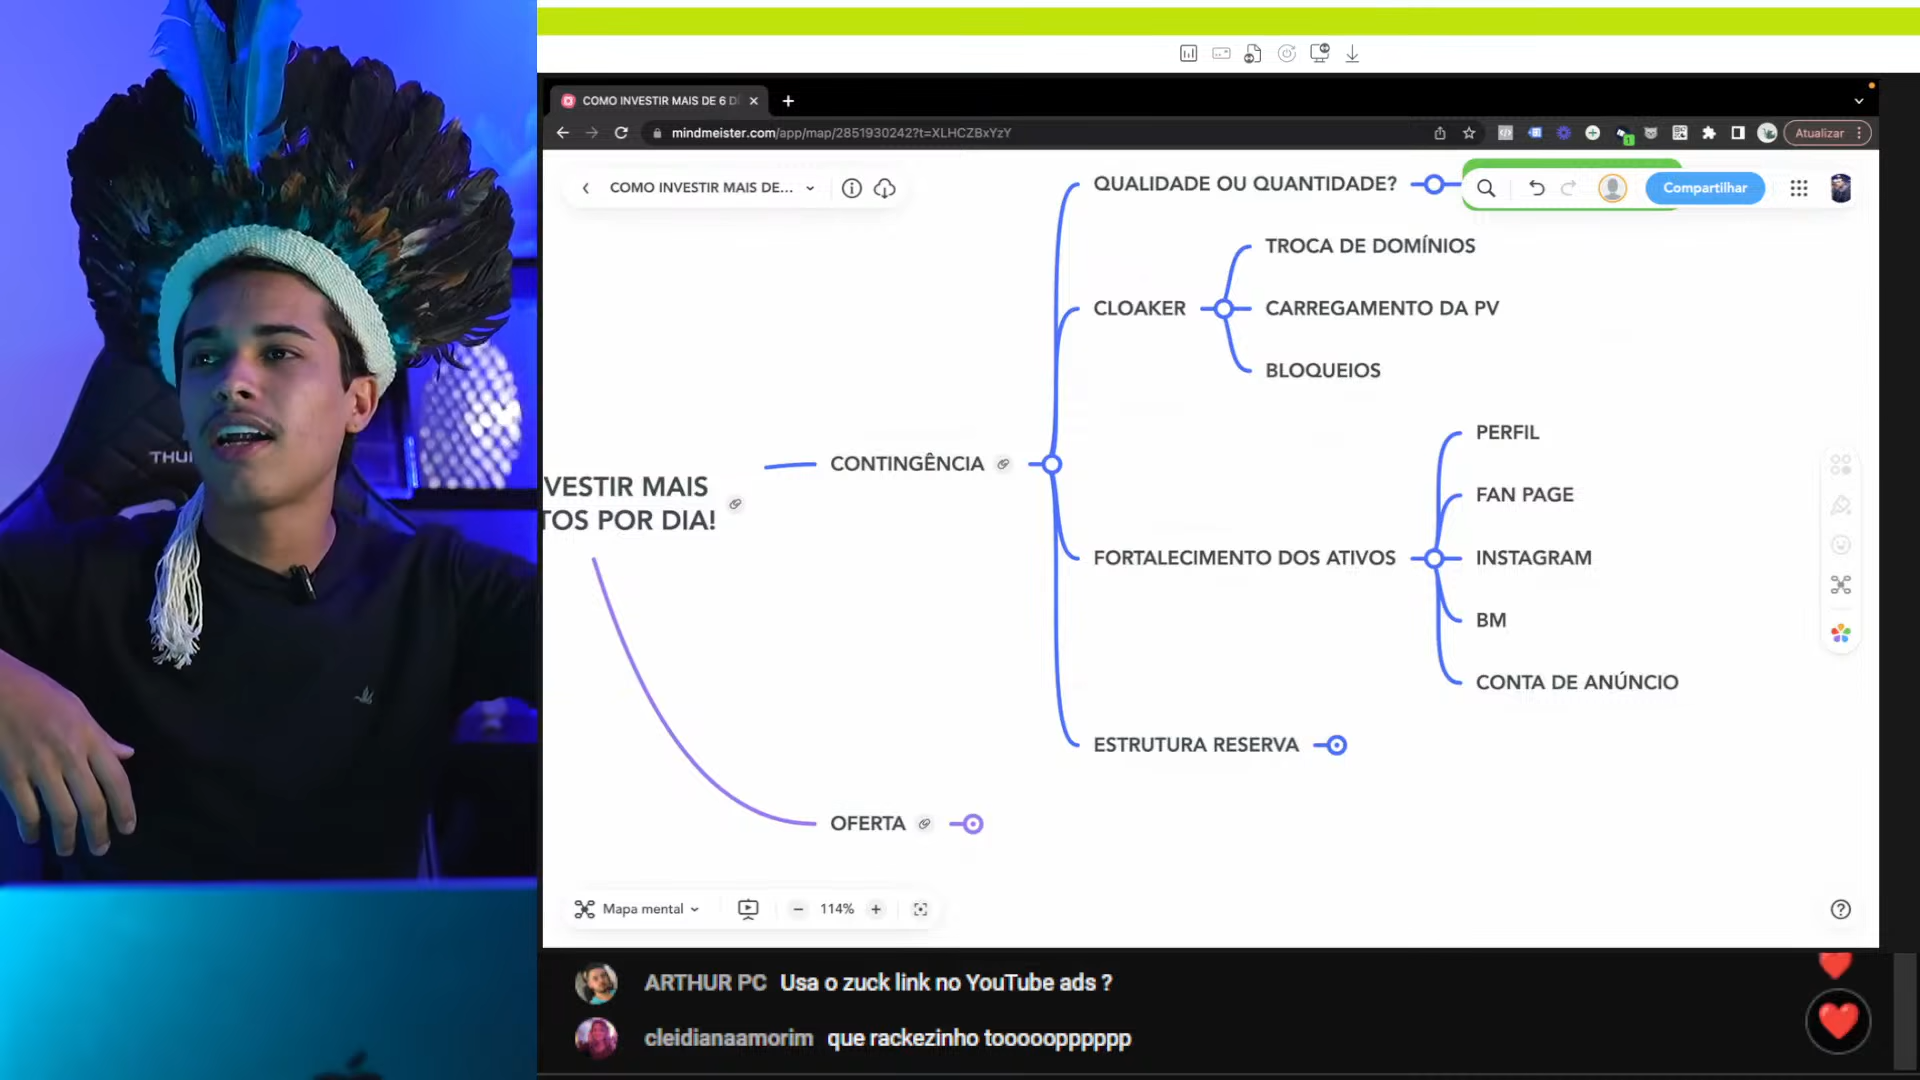 COMO INVESTIR MAIS DE 6 D
mindmeister.com/app/map/2851930242?t=XLHCZBxYzY
Atualizar
COMO INVESTIR MAIS DE...
Compartilhar
QUALIDADE OU QUANTIDADE?
TROCA DE DOMÍNIOS
CLOAKER
CARREGAMENTO DA PV
BLOQUEIOS
PERFIL
CONTINGÊNCIA
VESTIR MAIS
TOS POR DIA!
FAN PAGE
FORTALECIMENTO DOS ATIVOS
INSTAGRAM
BM
CONTA DE ANÚNCIO
ESTRUTURA RESERVA
OFERTA
Mapa mental
114%
THU
ARTHUR PC Usa o zuck link no YouTube ads ?
cleidianaamorim que rackezinho tooooopppppp